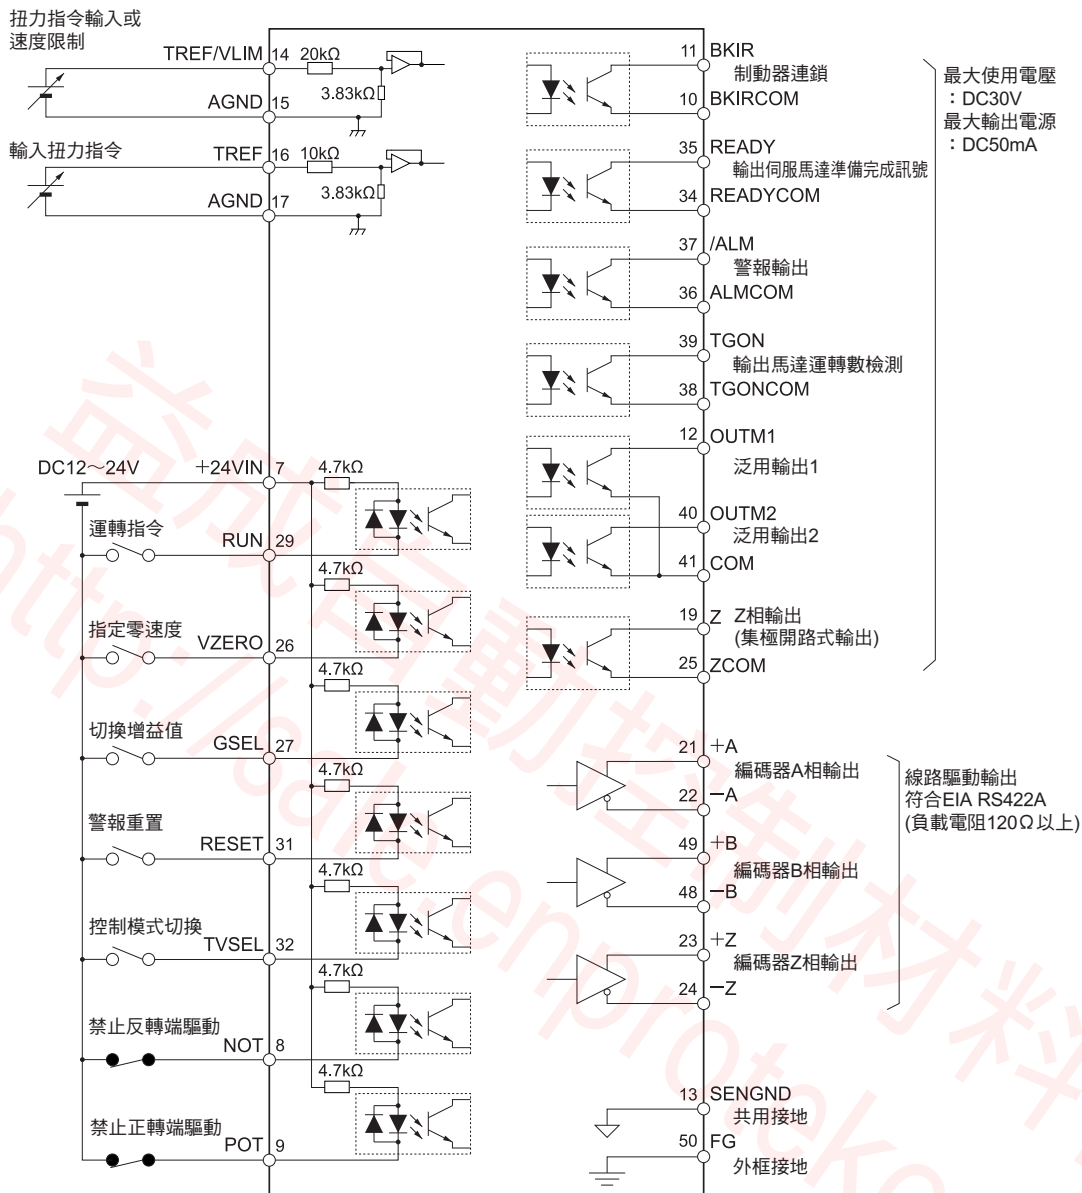 扭力指令輸入或
速度限制
TREF/VLIM 14 20kΩ
3.83kΩ
AGND 15
輸入扭力指令
TREF 16 10kΩ
3.83kΩ
AGND 17
DC12～24V
+24VIN 7 4.7kΩ
運轉指令
RUN 29
4.7kΩ
指定零速度
VZERO 26
4.7kΩ
切換增益值
GSEL 27
4.7kΩ
警報重置
RESET 31
4.7kΩ
控制模式切換
TVSEL 32
4.7kΩ
禁止反轉端驅動
NOT 8
4.7kΩ
禁止正轉端驅動
POT 9
11 BKIR
制動器連鎖
10 BKIRCOM
35 READY
輸出伺服馬達準備完成訊號
34 READYCOM
37 /ALM
警報輸出
36 ALMCOM
39 TGON
輸出馬達運轉數檢測
38 TGONCOM
12 OUTM1
泛用輸出1
40 OUTM2
泛用輸出2
41 COM
19 Z Z相輸出
(集極開路式輸出)
25 ZCOM
最大使用電壓
：DC30V
最大輸出電源
：DC50mA
21 +A
編碼器A相輸出
22 −A
49 +B
編碼器B相輸出
48 −B
23 +Z
編碼器Z相輸出
24 −Z
線路驅動輸出
符合EIA RS422A
(負載電阻120Ω以上)
13 SENGND
共用接地
50 FG
外框接地
益成自動控制材料